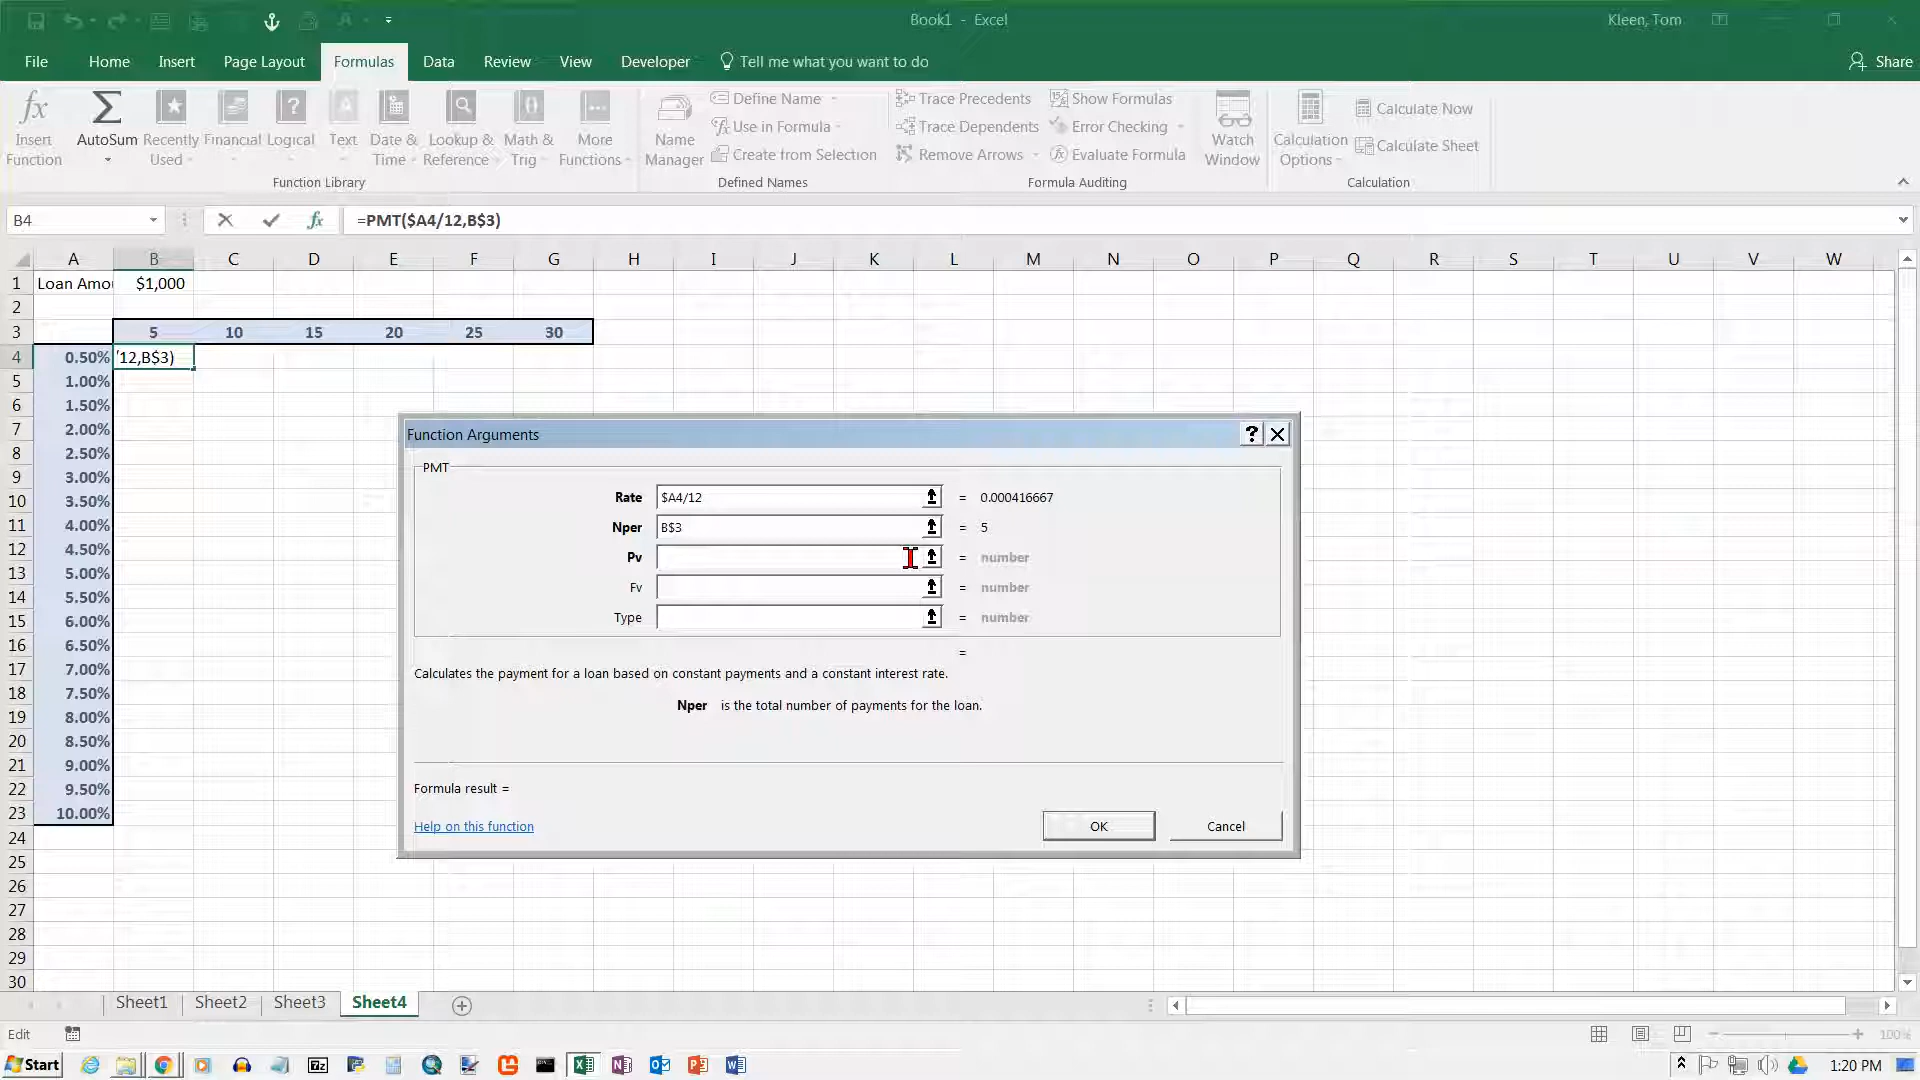 Book1 - Excel
Kleen, Tom
File Home Insert Page Layout Formulas Data Review View Developer Tell me what you want to do Share
Insert Function
AutoSum
Recently Used
Financial
Logical
Text
Date & Time
Lookup & Reference
Math & Trig
More Functions
Function Library
Name Manager
Define Name
Use in Formula
Create from Selection
Defined Names
Trace Precedents
Trace Dependents
Remove Arrows
Show Formulas
Error Checking
Evaluate Formula
Formula Auditing
Watch Window
Calculation Options
Calculate Now
Calculate Sheet
Calculation
B4 fx =PMT($A4/12,B$3)
A B C D E F G H I J K L M N O P Q R S T U V W
1 Loan Amou $1,000
2
3 5 10 15 20 25 30
4 0.50% '12,B$3)
5 1.00%
6 1.50%
7 2.00%
8 2.50%
9 3.00%
10 3.50%
11 4.00%
12 4.50%
13 5.00%
14 5.50%
15 6.00%
16 6.50%
17 7.00%
18 7.50%
19 8.00%
20 8.50%
21 9.00%
22 9.50%
23 10.00%
24
25
26
27
28
29
30
Function Arguments ?
PMT
Rate $A4/12 = 0.000416667
Nper B$3 = 5
Pv = number
Fv = number
Type = number
=
Calculates the payment for a loan based on constant payments and a constant interest rate.
Nper is the total number of payments for the loan.
Formula result =
Help on this function
OK Cancel
Sheet1 Sheet2 Sheet3 Sheet4
Edit 100%
Start 1:20 PM